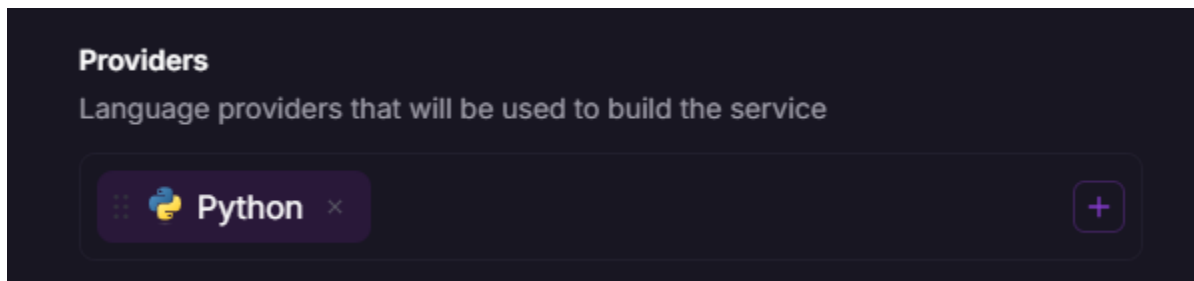 Providers
Language providers that will be used to build the service
Python